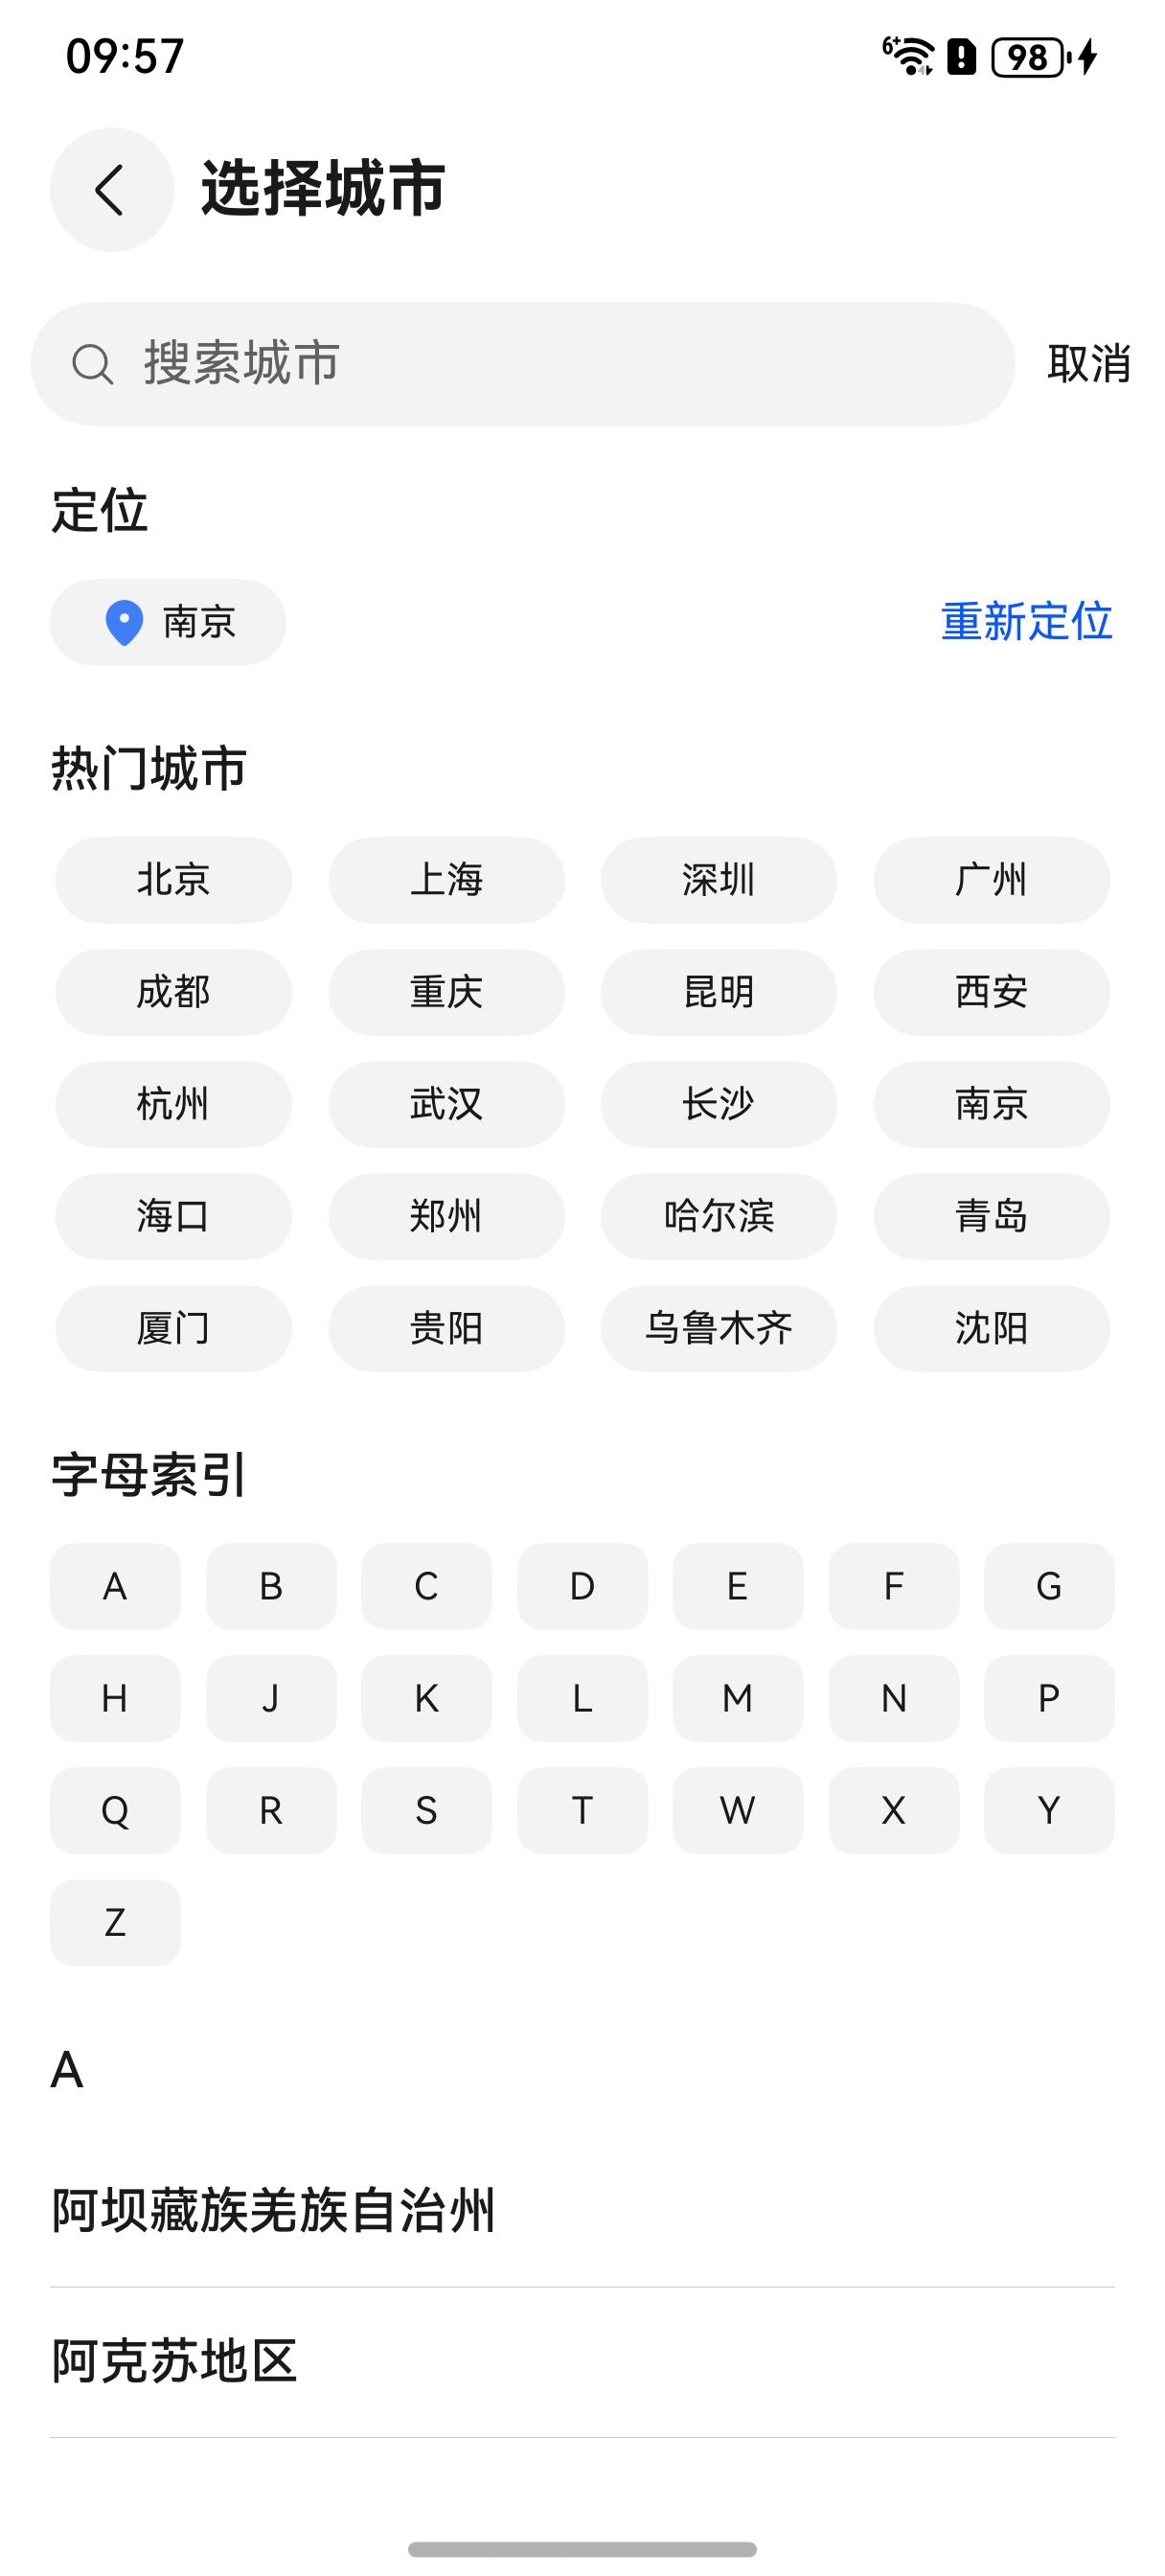 09:57
6+
98
选择城市
搜索城市 取消
定位
南京 重新定位
热门城市
北京 上海 深圳 广州
成都 重庆 昆明 西安
杭州 武汉 长沙 南京
海口 郑州 哈尔滨 青岛
厦门 贵阳 乌鲁木齐 沈阳
字母索引
A B C D E F G
H J K L M N P
Q R S T W X Y
Z
A
阿坝藏族羌族自治州
阿克苏地区